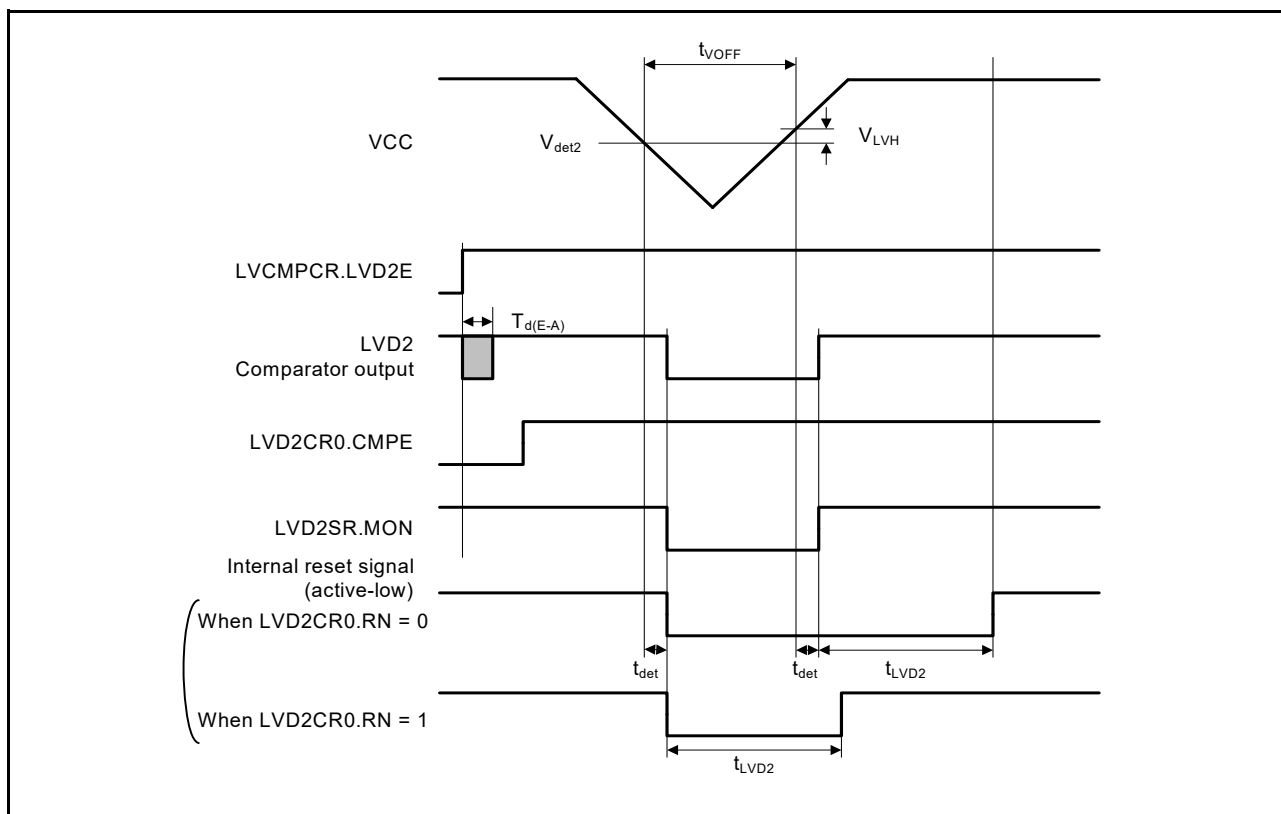 tVOFF
VCC
Vdet2
VLVH
LVCMPCR.LVD2E
Td(E-A)
LVD2
Comparator output
LVD2CR0.CMPE
LVD2SR.MON
Internal reset signal
(active-low)
When LVD2CR0.RN = 0
tdet
tdet
tLVD2
When LVD2CR0.RN = 1
tLVD2